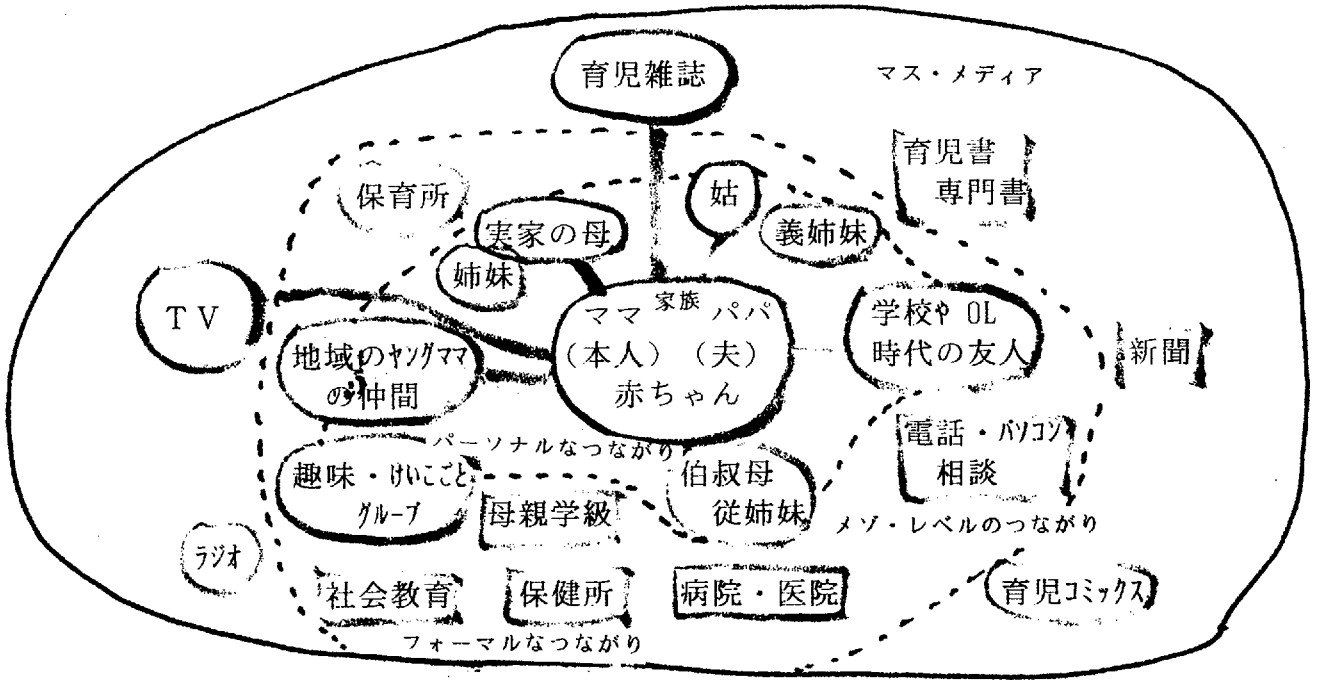 育児雑誌
マス・メディア
育児書
専門書
保育所
姑
実家の母
義姉妹
姉妹
TV
ママ 家族 パパ
(本人) (夫)
赤ちゃん
学校や OL
時代の友人
新聞
地域のヤングママ
の仲間
パーソナルなつながり
電話・パソコン
相談
趣味・けいこごと
グループ
母親学級
伯叔母
従姉妹
メゾ・レベルのつながり
ラジオ
社会教育
保健所
病院・医院
育児コミックス
フォーマルなつながり